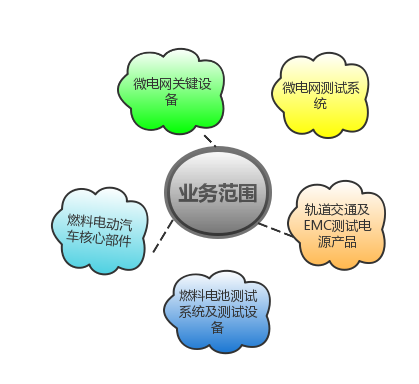 微电网关键设
备
微电网测试系
统
业务范围
燃料电动汽
车核心部件
轨道交通及
EMC测试电
源产品
燃料电池测试
系统及测试设
备